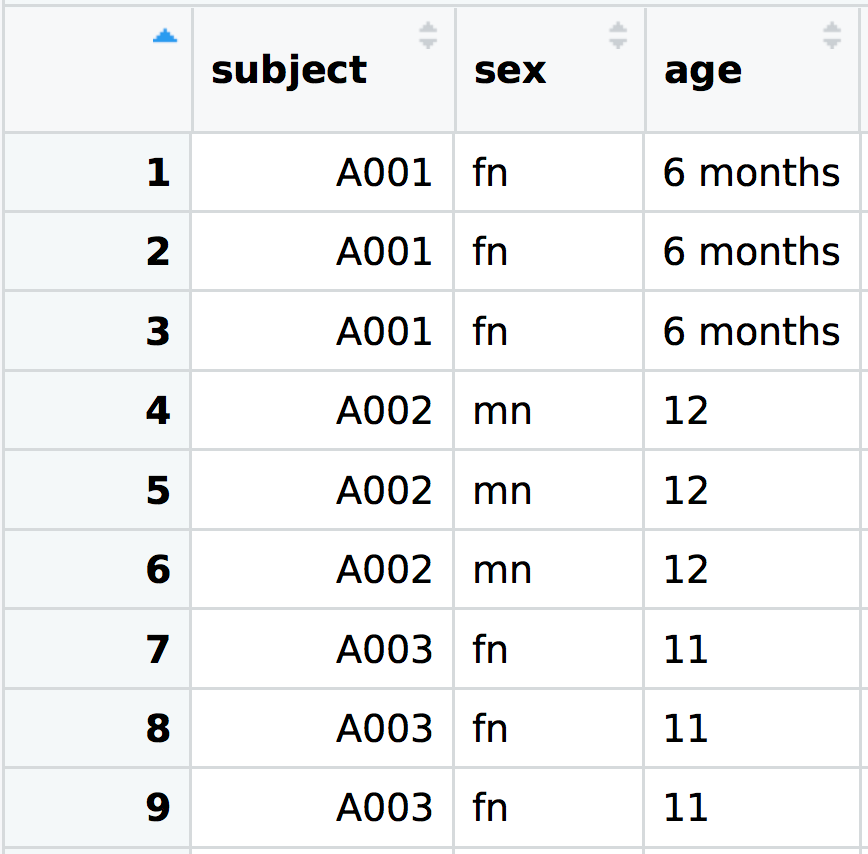 subject sex age
1 A001 fn 6 months
2 A001 fn 6 months
3 A001 fn 6 months
4 A002 mn 12
5 A002 mn 12
6 A002 mn 12
7 A003 fn 11
8 A003 fn 11
9 A003 fn 11